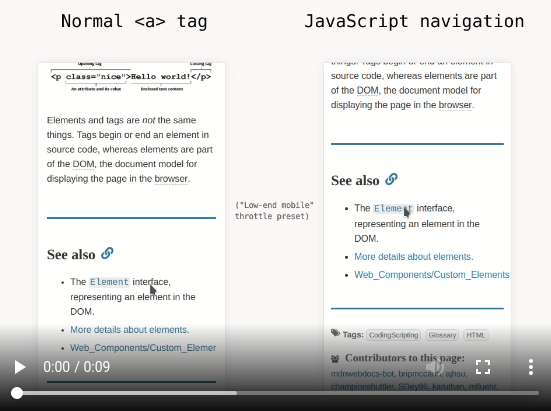 Normal <a> tag
JavaScript navigation
Opening tag
Closing tag
<p class="nice">Hello world!</p>
An attribute and its value
Enclosed text content
Elements and tags are not the same
things. Tags begin or end an element in
source code, whereas elements are part
of the DOM, the document model for
displaying the page in the browser.
See also
The Element interface,
representing an element in the
DOM.
More details about elements.
Web_Components/Custom_Elemer
("Low-end mobile"
throttle preset)
things. Tags begin or end an element in
source code, whereas elements are part
of the DOM, the document model for
displaying the page in the browser.
See also
The Element interface,
representing an element in the
DOM.
More details about elements.
Web_Components/Custom_Elements
Tags: CodingScripting Glossary HTML
Contributors to this page:
mdnwebdocs-bot, bripmccann, ajhsu,
championshuttler, SDey96, kanithan, mfluehr,
0:00 / 0:09